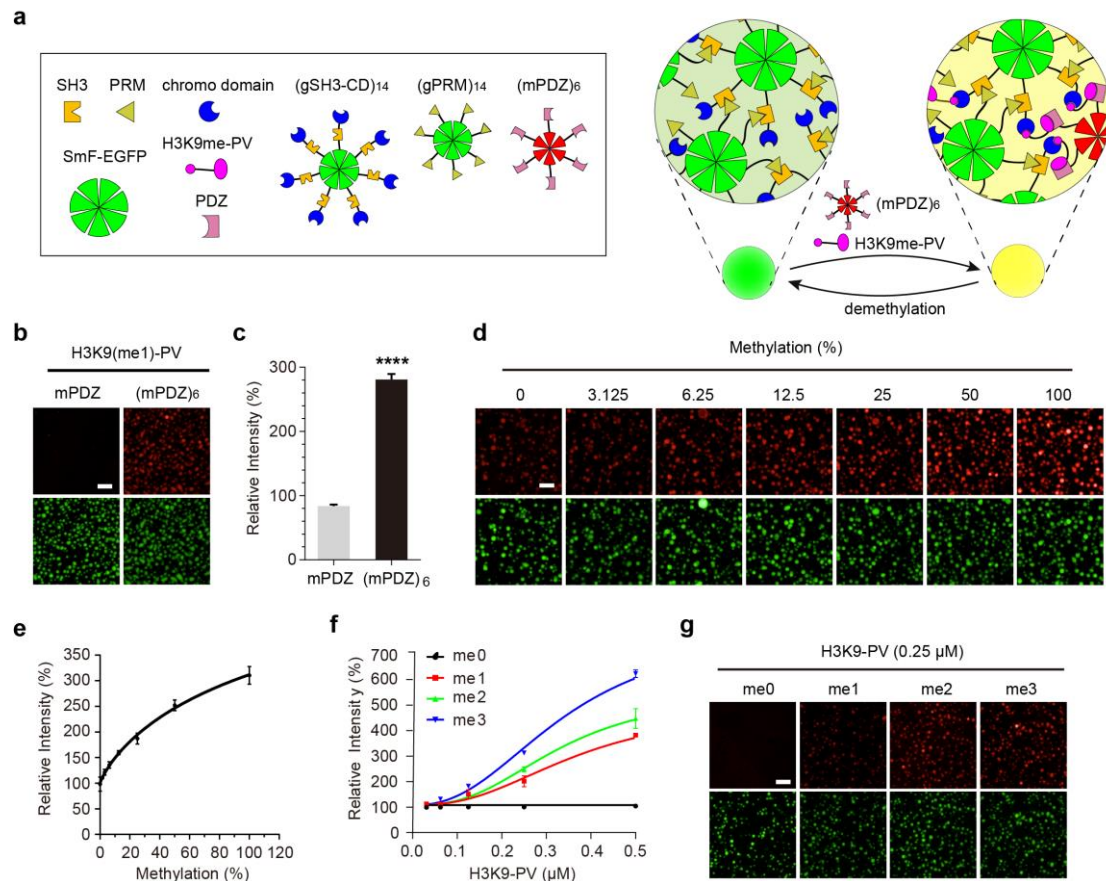 a
SH3 PRM chromo domain (gSH3-CD)14 (gPRM)14 (mPDZ)6
H3K9me-PV
SmF-EGFP
PDZ
(mPDZ)6
H3K9me-PV
demethylation
b
H3K9(me1)-PV
mPDZ (mPDZ)6
c
Relative Intensity (%)
300
200
100
0
****
mPDZ (mPDZ)6
d
Methylation (%)
0 3.125 6.25 12.5 25 50 100
e
Relative Intensity (%)
350
300
250
200
150
100
50
0
0 20 40 60 80 100 120
Methylation (%)
f
Relative Intensit y (%)
700
600
500
400
300
200
100
0
me0
me1
me2
me3
0.0 0.1 0.2 0.3 0.4 0.5
H3K9-PV (µM)
g
H3K9-PV (0.25 µM)
me0 me1 me2 me3